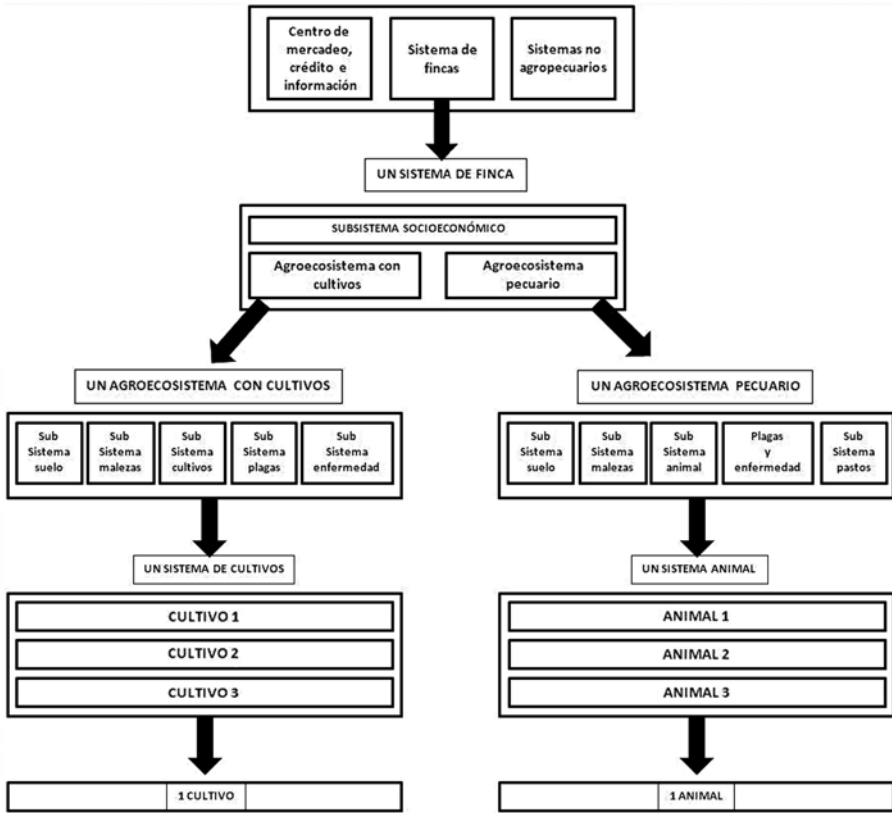 Centro de
mercadeo,
crédito e
información
Sistema de
fincas
Sistemas no
agropecuarios
UN SISTEMA DE FINCA
SUBSISTEMA SOCIOECONÓMICO
Agroecosistema con
cultivos
Agroecosistema
pecuario
UN AGROECOSISTEMA CON CULTIVOS
Sub
Sistema
suelo
Sub
Sistema
malezas
Sub
Sistema
cultivos
Sub
Sistema
plagas
Sub
Sistema
enfermedad
UN SISTEMA DE CULTIVOS
CULTIVO 1
CULTIVO 2
CULTIVO 3
1 CULTIVO
UN AGROECOSISTEMA PECUARIO
Sub
Sistema
suelo
Sub
Sistema
malezas
Sub
Sistema
animal
Plagas
y
enfermedad
Sub
Sistema
pastos
UN SISTEMA ANIMAL
ANIMAL 1
ANIMAL 2
ANIMAL 3
1 ANIMAL